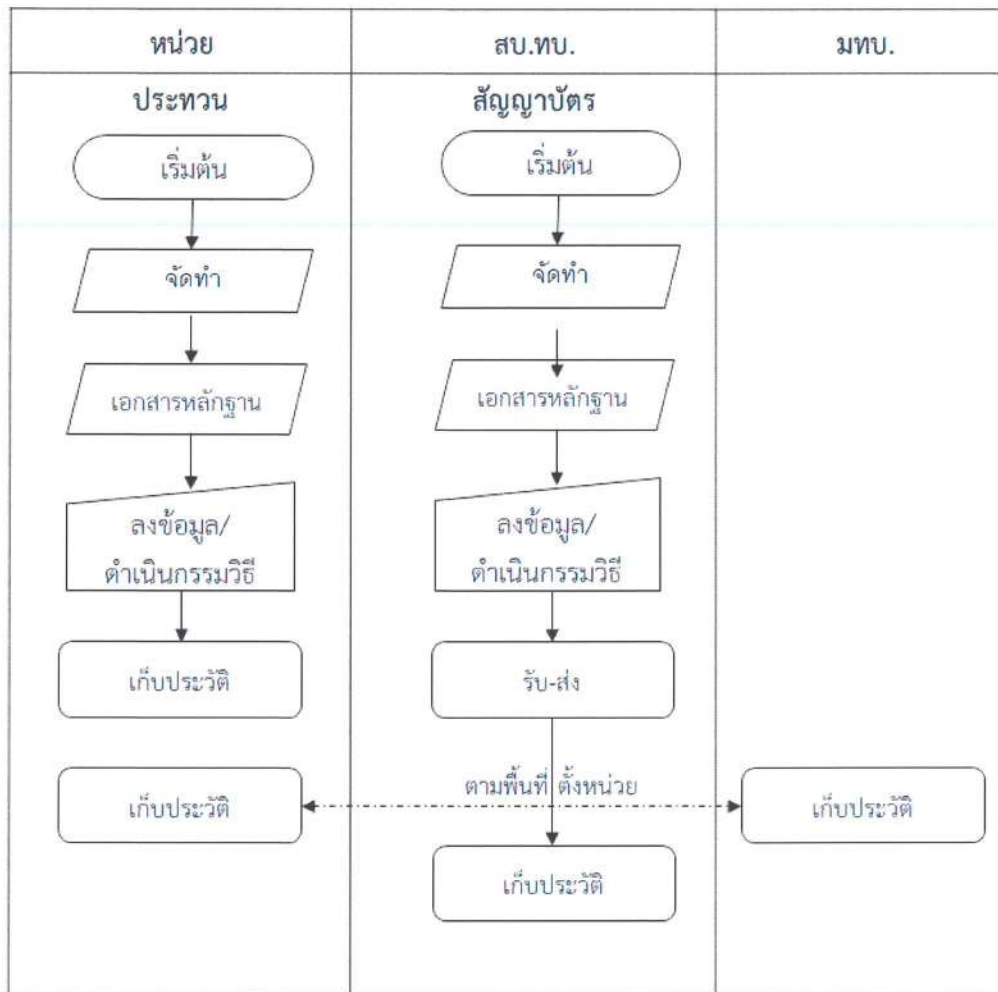 หน่วย
สบ.ทบ.
มทบ.
ประทวน
สัญญาบัตร
เริ่มต้น
เริ่มต้น
จัดทำ
จัดทำ
เอกสารหลักฐาน
เอกสารหลักฐาน
ลงข้อมูล/
ดำเนินกรรมวิธี
ลงข้อมูล/
ดำเนินกรรมวิธี
เก็บประวัติ
รับ-ส่ง
ตามพื้นที่ ตั้งหน่วย
เก็บประวัติ
เก็บประวัติ
เก็บประวัติ